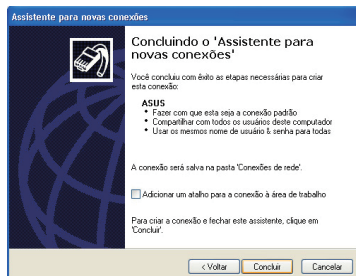 Assistente para novas conexões
Concluindo o 'Assistente para
novas conexões'
Você concluiu com êxito as etapas necessárias para criar
esta conexão:
ASUS
• Fazer com que esta seja a conexão padrão
• Compartilhar com todos os usuários deste computador
• Usar os mesmos nome de usuário & senha para todas
A conexão será salva na pasta 'Conexões de rede'.
Adicionar um atalho para a conexão à área de trabalho
Para criar a conexão e fechar este assistente, clique em
'Concluir'.
< Voltar Concluir Cancelar